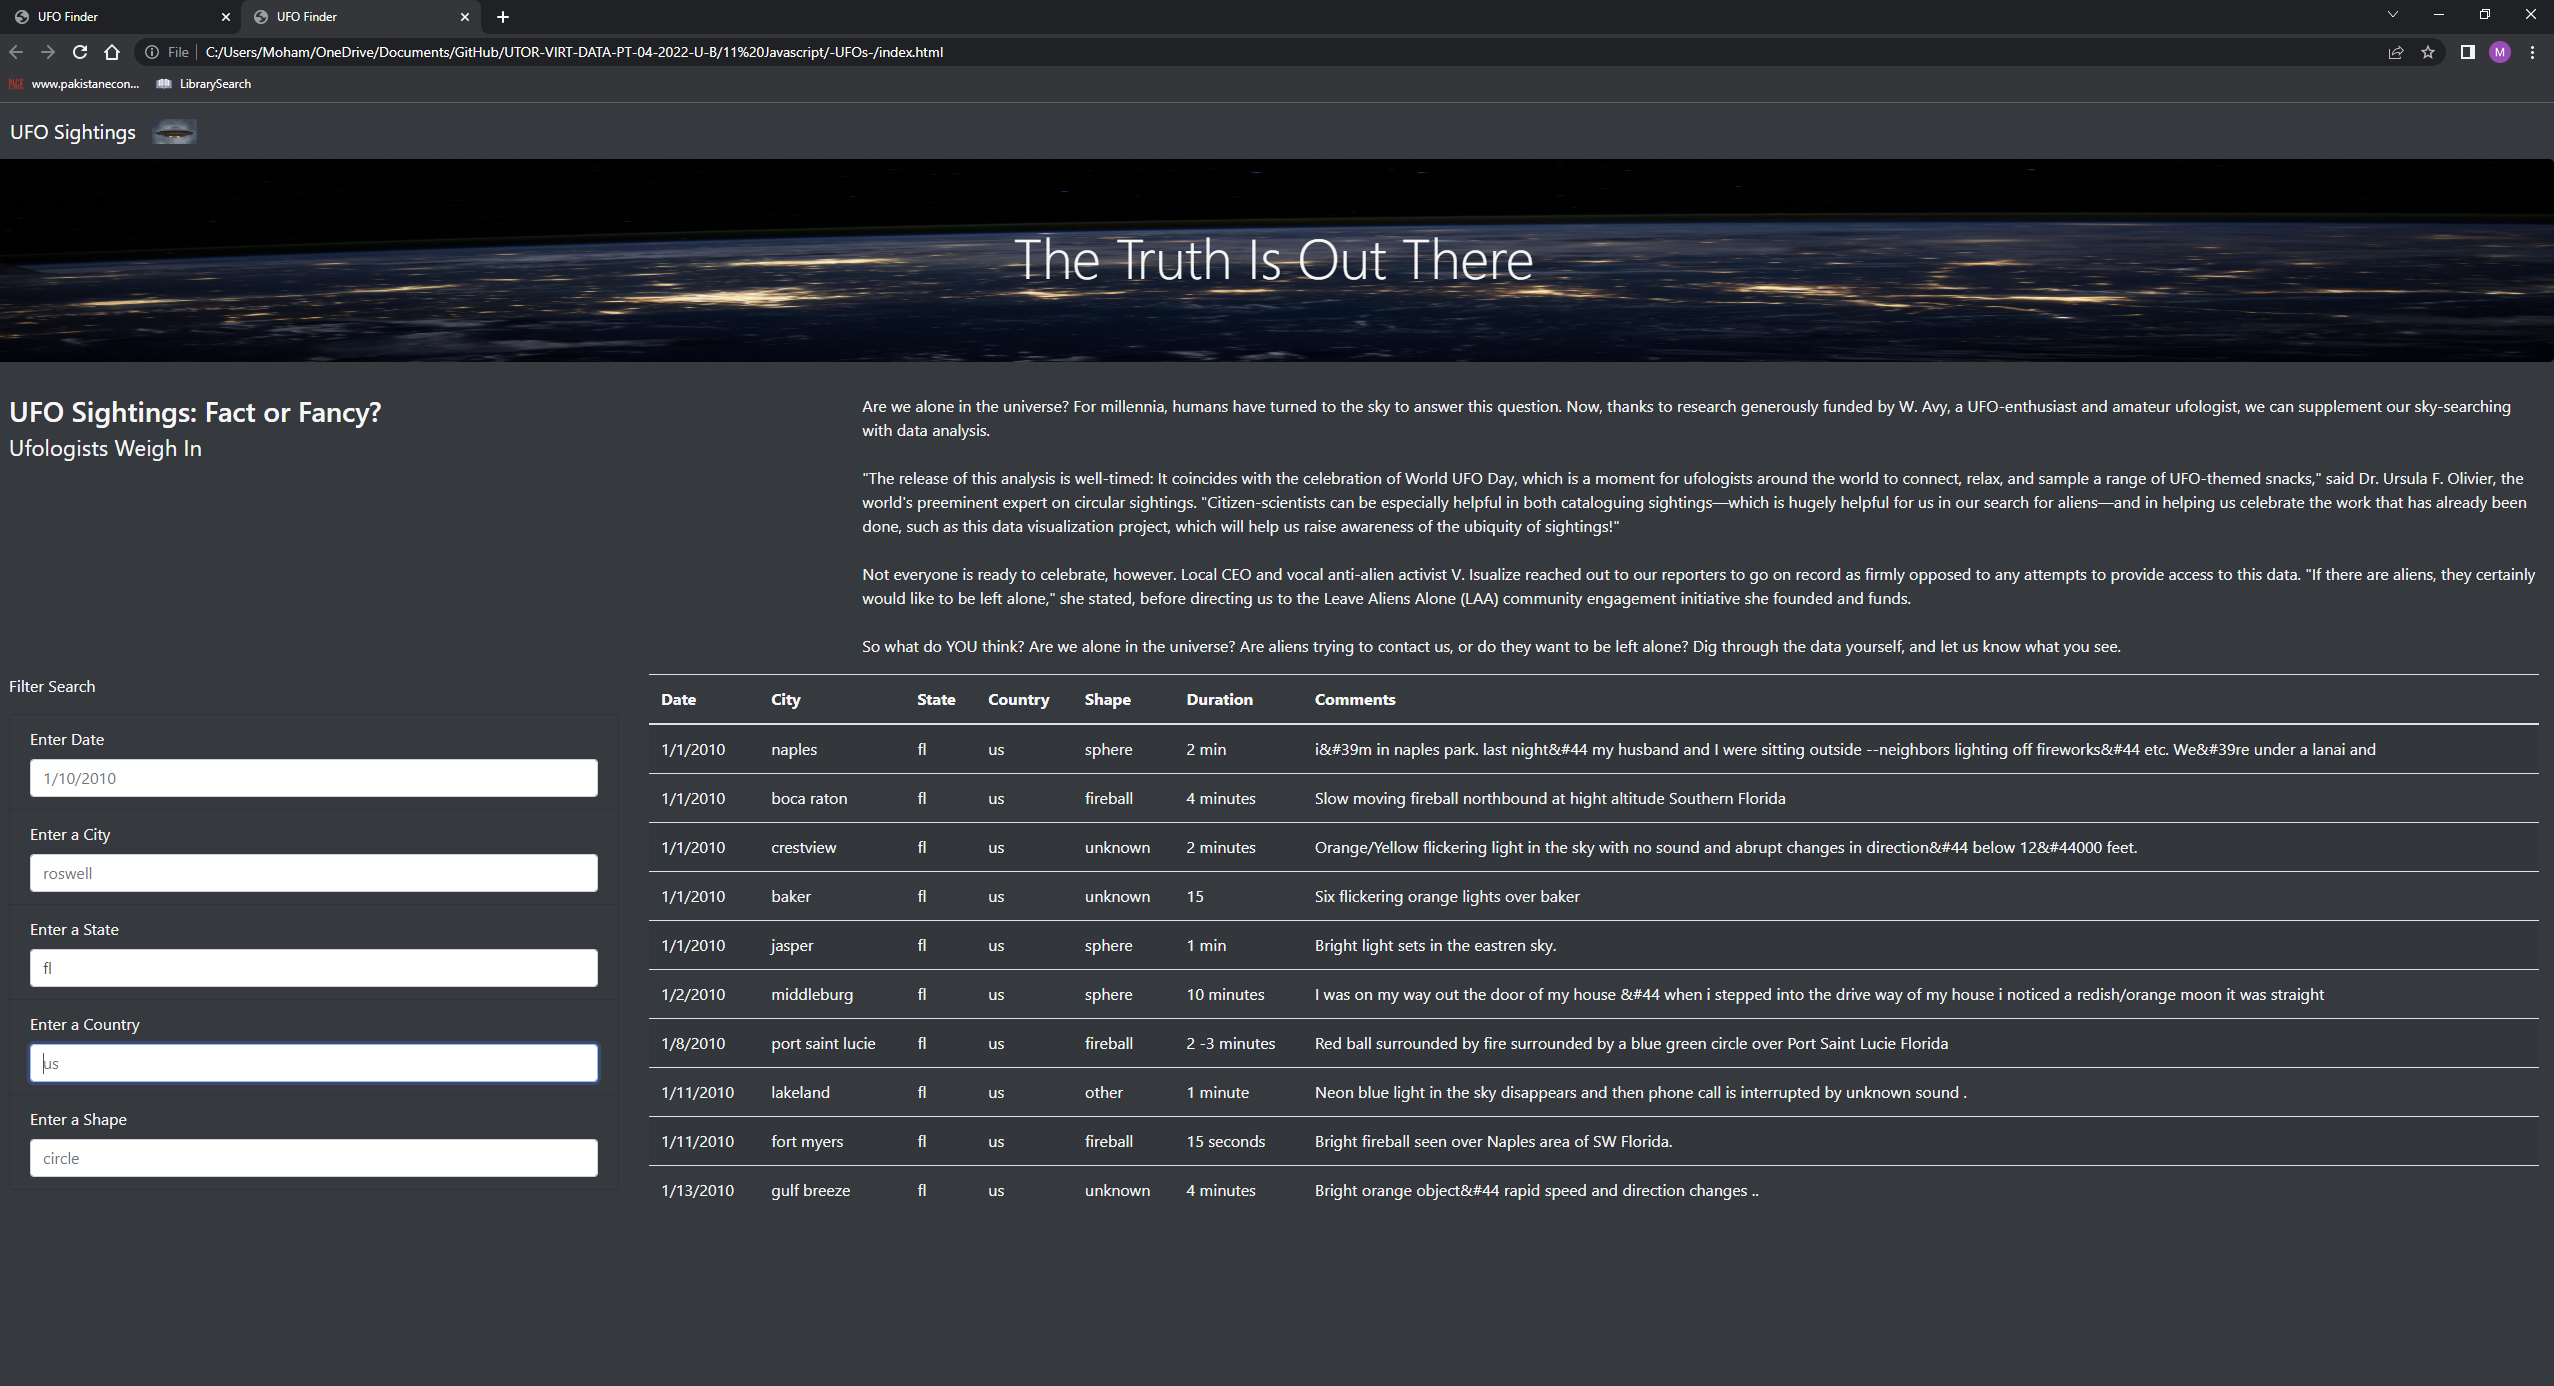 UFO Finder
UFO Finder
File
C:/Users/Moham/OneDrive/Documents/GitHub/UTOR-VIRT-DATA-PT-04-2022-U-B/11%20Javascript/-UFOs-/index.html
M
PAGE
www.pakistanecon...
LibrarySearch
UFO Sightings
The Truth Is Out There
UFO Sightings: Fact or Fancy?
Ufologists Weigh In
Are we alone in the universe? For millennia, humans have turned to the sky to answer this question. Now, thanks to research generously funded by W. Avy, a UFO-enthusiast and amateur ufologist, we can supplement our sky-searching
with data analysis.
"The release of this analysis is well-timed: It coincides with the celebration of World UFO Day, which is a moment for ufologists around the world to connect, relax, and sample a range of UFO-themed snacks," said Dr. Ursula F. Olivier, the
world's preeminent expert on circular sightings. "Citizen-scientists can be especially helpful in both cataloguing sightings—which is hugely helpful for us in our search for aliens—and in helping us celebrate the work that has already been
done, such as this data visualization project, which will help us raise awareness of the ubiquity of sightings!"
Not everyone is ready to celebrate, however. Local CEO and vocal anti-alien activist V. Isualize reached out to our reporters to go on record as firmly opposed to any attempts to provide access to this data. "If there are aliens, they certainly
would like to be left alone," she stated, before directing us to the Leave Aliens Alone (LAA) community engagement initiative she founded and funds.
So what do YOU think? Are we alone in the universe? Are aliens trying to contact us, or do they want to be left alone? Dig through the data yourself, and let us know what you see.
Filter Search
Enter Date
1/10/2010
Enter a City
roswell
Enter a State
fl
Enter a Country
us
Enter a Shape
circle
Date City State Country Shape Duration Comments
1/1/2010 naples fl us sphere 2 min i&#39m in naples park. last night&#44 my husband and I were sitting outside --neighbors lighting off fireworks&#44 etc. We&#39re under a lanai and
1/1/2010 boca raton fl us fireball 4 minutes Slow moving fireball northbound at hight altitude Southern Florida
1/1/2010 crestview fl us unknown 2 minutes Orange/Yellow flickering light in the sky with no sound and abrupt changes in direction&#44 below 12&#44000 feet.
1/1/2010 baker fl us unknown 15 Six flickering orange lights over baker
1/1/2010 jasper fl us sphere 1 min Bright light sets in the eastren sky.
1/2/2010 middleburg fl us sphere 10 minutes I was on my way out the door of my house &#44 when i stepped into the drive way of my house i noticed a redish/orange moon it was straight
1/8/2010 port saint lucie fl us fireball 2 -3 minutes Red ball surrounded by fire surrounded by a blue green circle over Port Saint Lucie Florida
1/11/2010 lakeland fl us other 1 minute Neon blue light in the sky disappears and then phone call is interrupted by unknown sound .
1/11/2010 fort myers fl us fireball 15 seconds Bright fireball seen over Naples area of SW Florida.
1/13/2010 gulf breeze fl us unknown 4 minutes Bright orange object&#44 rapid speed and direction changes ..